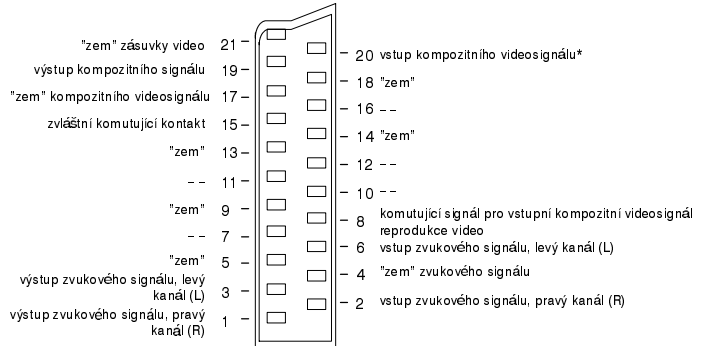 "zem" zásuvky video 21
výstup kompozitního signálu 19
"zem" kompozitního videosignálu 17
zvláštní komutující kontakt 15
"zem" 13
– – 11
"zem" 9
– – 7
"zem" 5
výstup zvukového signálu, levý
kanál (L) 3
výstup zvukového signálu, pravý
kanál (R) 1
20 vstup kompozitního videosignálu*
18 "zem"
16 – –
14 "zem"
12 – –
10 – –
8 komutující signál pro vstupní kompozitní videosignál
reprodukce video
6 vstup zvukového signálu, levý kanál (L)
4 "zem" zvukového signálu
2 vstup zvukového signálu, pravý kanál (R)